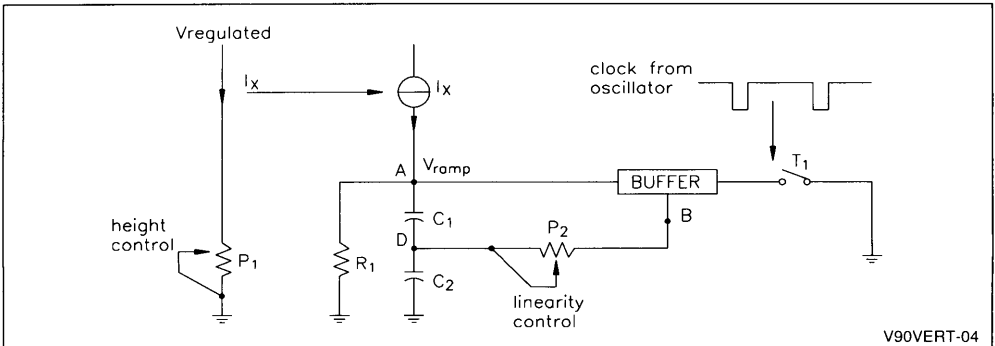 Vregulated
IX
IX
clock from
oscillator
A
Vramp
BUFFER
T1
B
C1
P2
D
height
control
P1
R1
C2
linearity
control
V90VERT-04